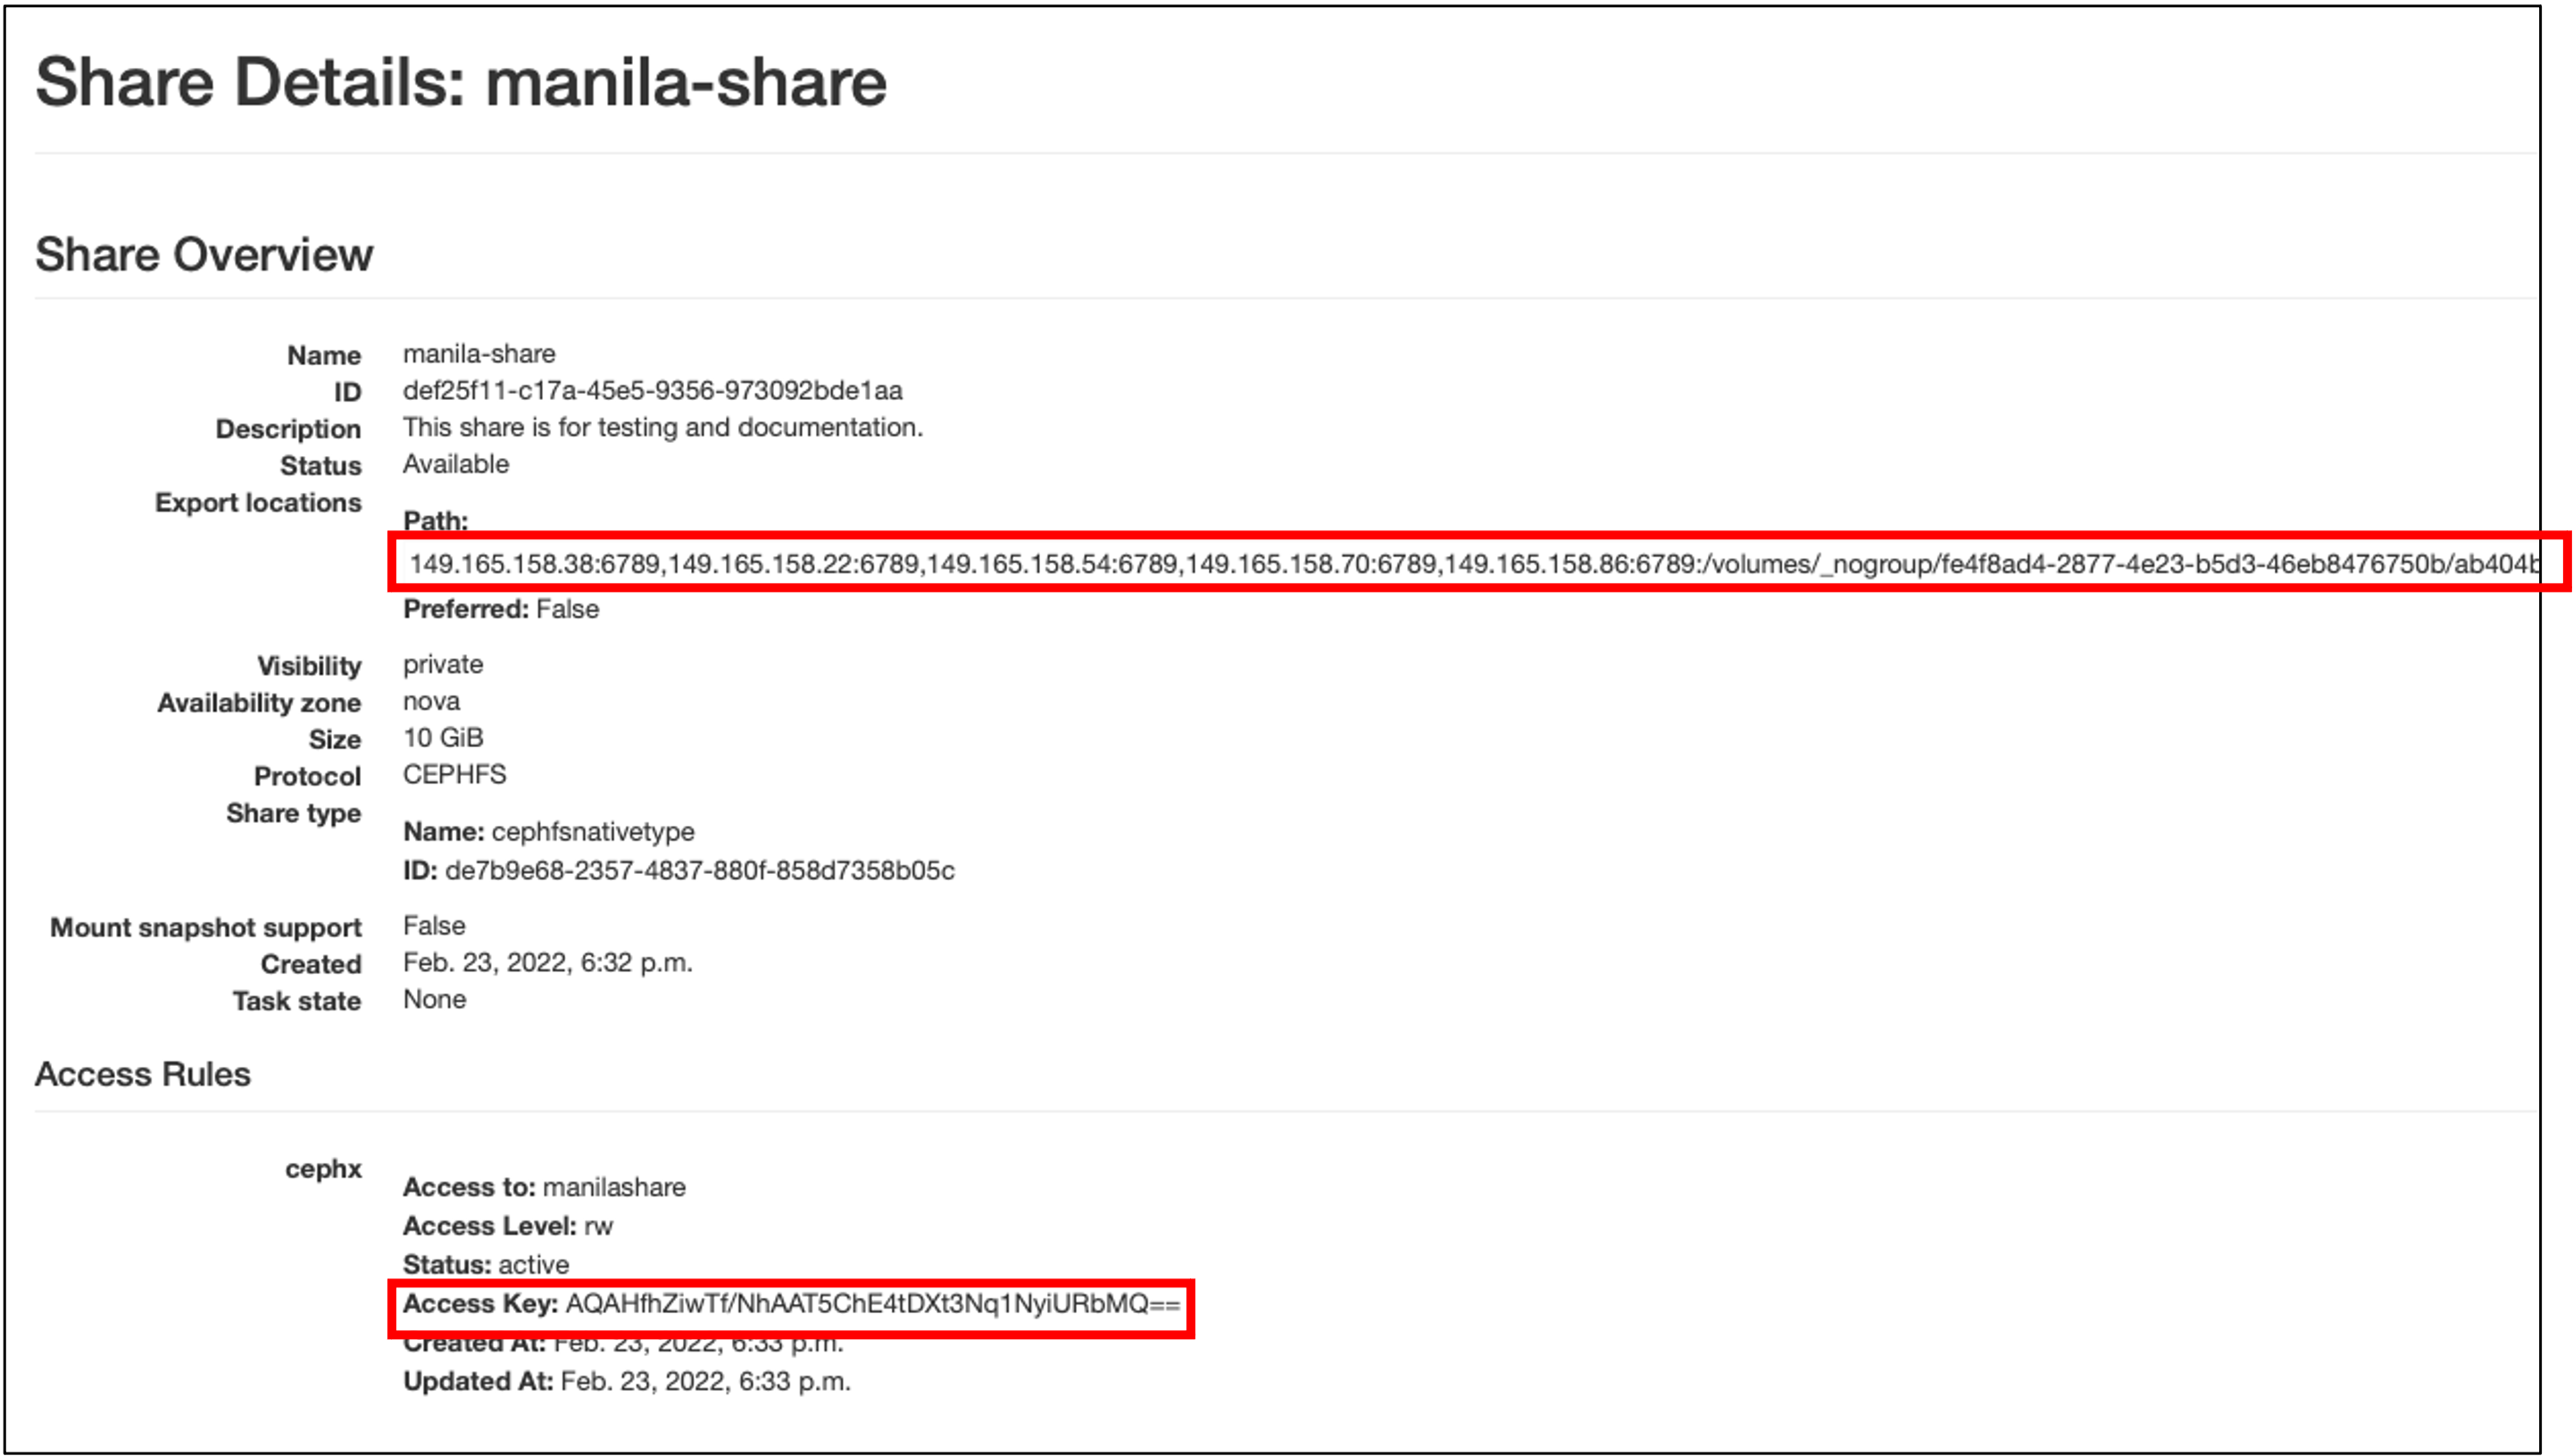 Share Details: manila-share
Share Overview
Name manila-share
ID def25f11-c17a-45e5-9356-973092bde1aa
Description This share is for testing and documentation.
Status Available
Export locations
Path:
149.165.158.38:6789,149.165.158.22:6789,149.165.158.54:6789,149.165.158.70:6789,149.165.158.86:6789:/volumes/_nogroup/fe4f8ad4-2877-4e23-b5d3-46eb8476750b/ab404b
Preferred: False
Visibility private
Availability zone nova
Size 10 GiB
Protocol CEPHFS
Share type
Name: cephfsnativetype
ID: de7b9e68-2357-4837-880f-858d7358b05c
Mount snapshot support False
Created Feb. 23, 2022, 6:32 p.m.
Task state None
Access Rules
cephx
Access to: manilashare
Access Level: rw
Status: active
Access Key: AQAHfhZiwTf/NhAAT5ChE4tDXt3Nq1NyiURbMQ==
Created At: Feb. 23, 2022, 6:33 p.m.
Updated At: Feb. 23, 2022, 6:33 p.m.